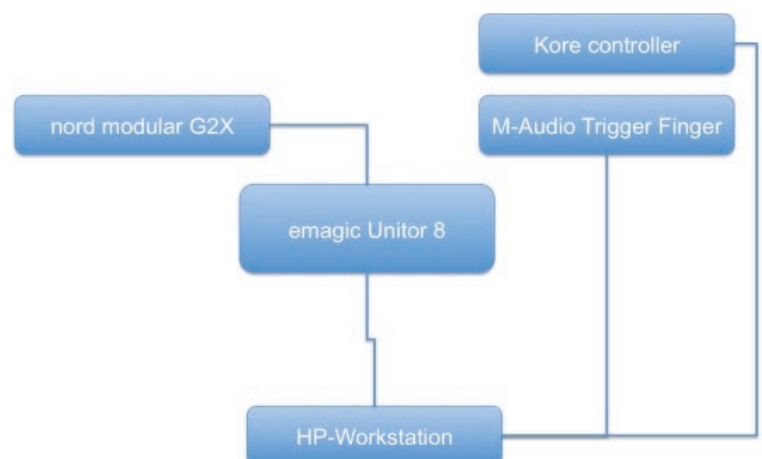 Kore controller
nord modular G2X
M-Audio Trigger Finger
emagic Unitor 8
HP-Workstation